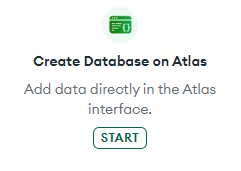 Create Database on Atlas
Add data directly in the Atlas
interface.
START